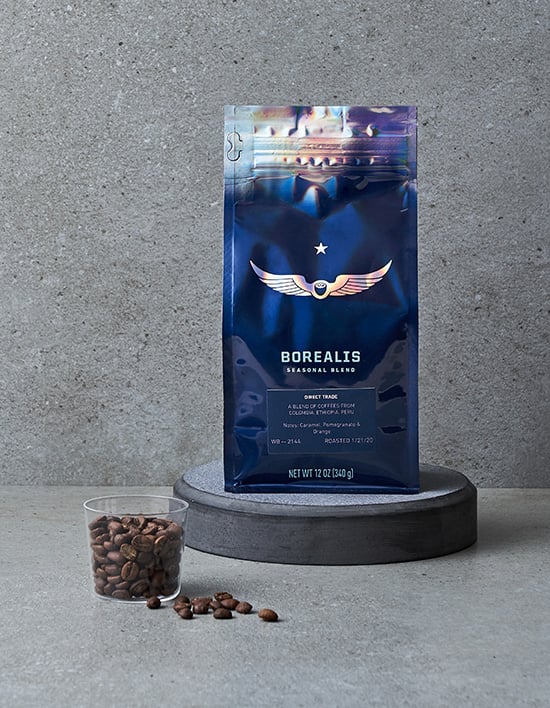 BOREALIS
SEASONAL BLEND
DIRECT TRADE
A BLEND OF COFFEES FROM
COLOMBIA, ETHIOPIA, PERU
Notes: Caramel, Pomegranate &
Orange
WB — 214A ROASTED 1/21/20
NET WT 12 OZ (340 g)